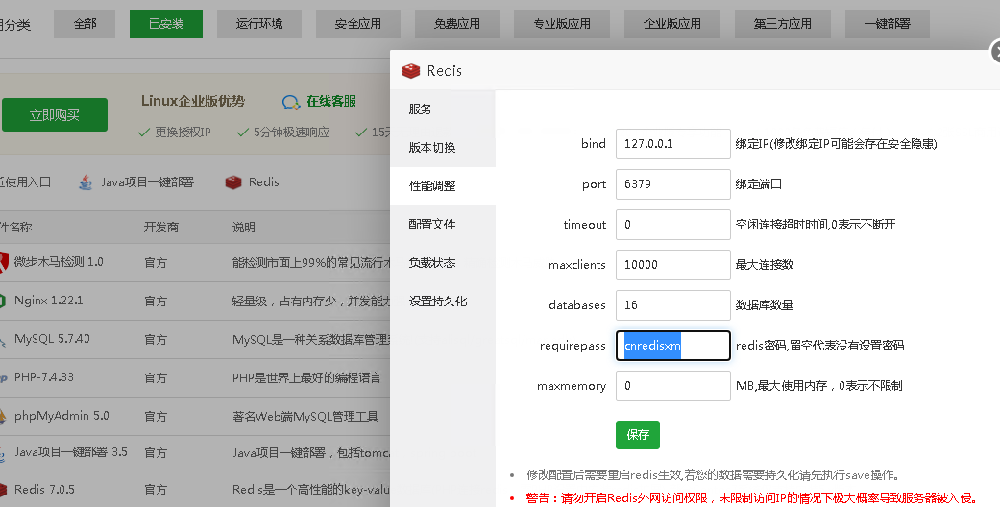 用分类 全部 已安装 运行环境 安全应用 免费应用 专业版应用 企业版应用 第三方应用 一键部署
立即购买
Linux企业版优势 在线客服
更换授权IP 5分钟极速响应 15天
近使用入口 Java项目一键部署 Redis
件名称 开发商 说明
微步木马检测 1.0 官方 能检测市面上99%的常见流行木
Nginx 1.22.1 官方 轻量级，占有内存少，并发能力
MySQL 5.7.40 官方 MySQL是一种关系数据库管理
PHP-7.4.33 官方 PHP是世界上最好的编程语言
phpMyAdmin 5.0 官方 著名Web端MySQL管理工具
Java项目一键部署 3.5 官方 Java项目一键部署，包括tomca
Redis 7.0.5 官方 Redis是一个高性能的key-valu
Redis
服务
版本切换
性能调整
配置文件
负载状态
设置持久化
bind 127.0.0.1 绑定IP(修改绑定IP可能会存在安全隐患)
port 6379 绑定端口
timeout 0 空闲连接超时时间,0表示不断开
maxclients 10000 最大连接数
databases 16 数据库数量
requirepass cnredisxm redis密码,留空代表没有设置密码
maxmemory 0 MB,最大使用内存，0表示不限制
保存
修改配置后需要重启redis生效,若您的数据需要持久化请先执行save操作。
警告：请勿开启Redis外网访问权限，未限制访问IP的情况下极大概率导致服务器被入侵。